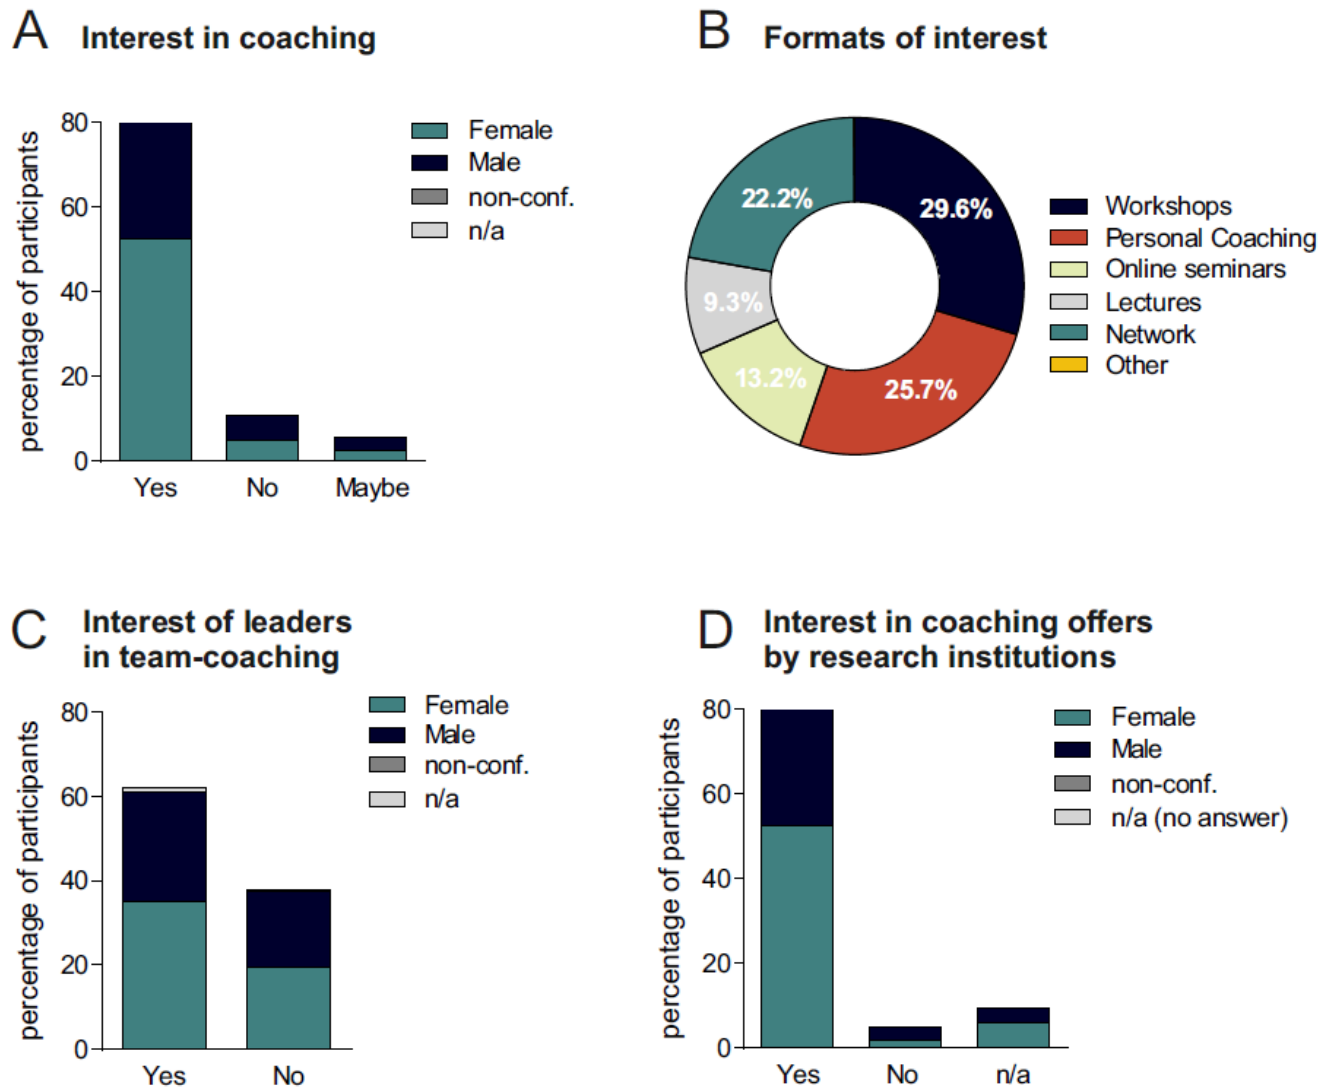 A Interest in coaching
percentage of participants
80
60
40
20
0
Yes No Maybe
Female
Male
non-conf.
n/a
B Formats of interest
22.2%
29.6%
9.3%
13.2%
25.7%
Workshops
Personal Coaching
Online seminars
Lectures
Network
Other
C Interest of leaders
in team-coaching
percentage of participants
80
60
40
20
0
Yes No
Female
Male
non-conf.
n/a
D Interest in coaching offers
by research institutions
percentage of participants
80
60
40
20
0
Yes No n/a
Female
Male
non-conf.
n/a (no answer)